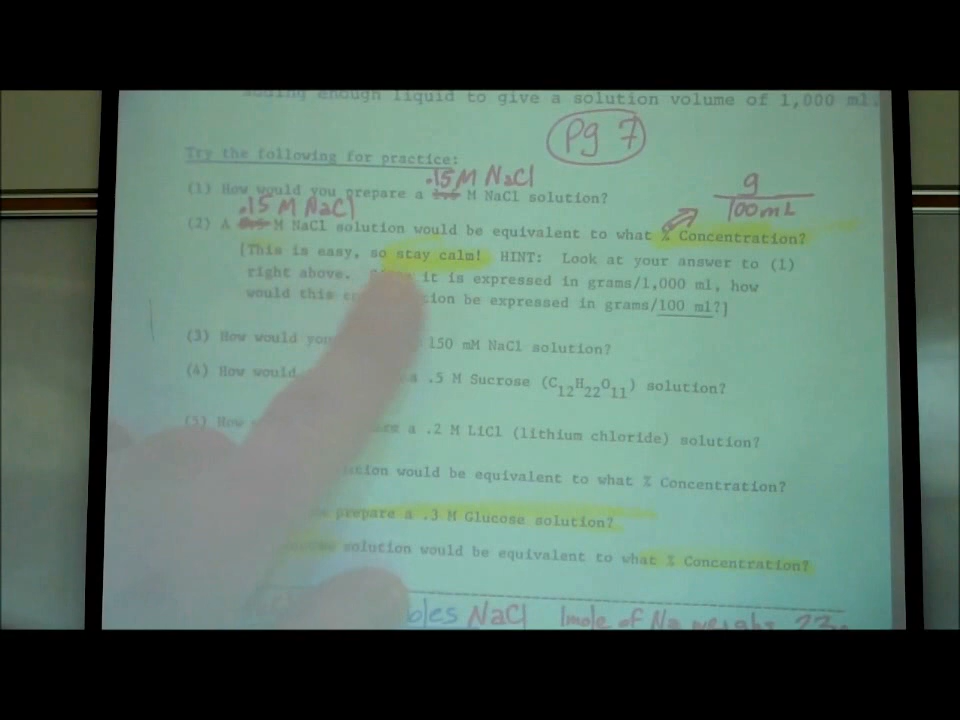 adding enough liquid to give a solution volume of 1,000 ml.
Pg 7
Try the following for practice:
.15 M NaCl
(1) How would you prepare a M NaCl solution?
g
100 mL
.15 M NaCl
(2) A M NaCl solution would be equivalent to what % Concentration?
[This is easy, so stay calm! HINT: Look at your answer to (1)
right above. it is expressed in grams/1,000 ml, how
would this be expressed in grams/100 ml?]
(3) How would you 150 mM NaCl solution?
(4) How would a .5 M Sucrose (C12H22O11) solution?
(5) How a .2 M LiCl (lithium chloride) solution?
would be equivalent to what % Concentration?
prepare a .3 M Glucose solution?
solution would be equivalent to what % Concentration?
NaCl 1mole of Na weighs 23.